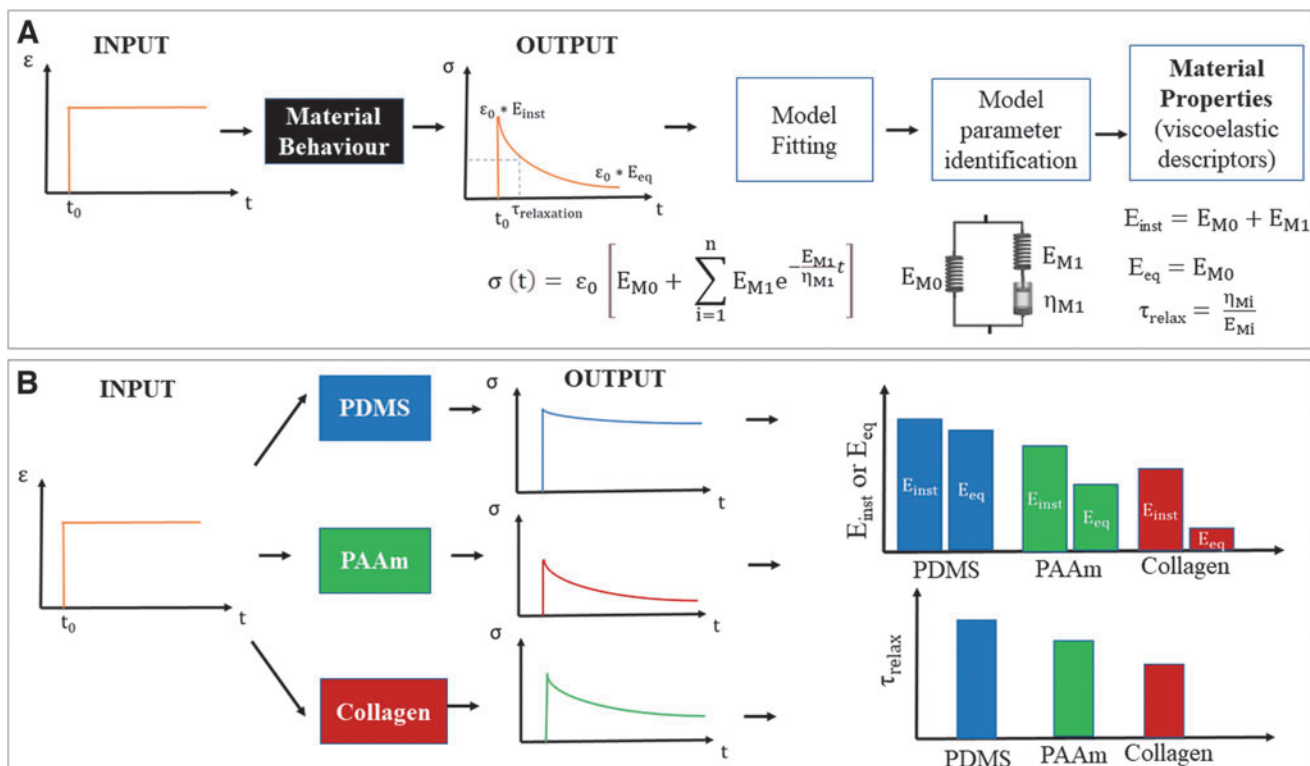 A
INPUT
ε
t₀
t
Material
Behaviour
OUTPUT
σ
ε₀ * E_inst
ε₀ * E_eq
t₀
τ_relaxation
t
σ (t) = ε₀ [E_M0 + ∑_{i=1}^{n} E_M1 e^{-\frac{E_M1}{η_M1}t}]
Model
Fitting
Model
parameter
identification
E_M0
E_M1
η_M1
Material
Properties
(viscoelastic
descriptors)
E_inst = E_M0 + E_M1
E_eq = E_M0
τ_relax = η_Mi / E_Mi
B
INPUT
ε
t₀
t
PDMS
PAAm
Collagen
OUTPUT
σ
t
σ
t
σ
t
E_inst or E_eq
E_inst
E_eq
E_inst
E_eq
E_inst
E_eq
PDMS
PAAm
Collagen
τ_relax
PDMS
PAAm
Collagen